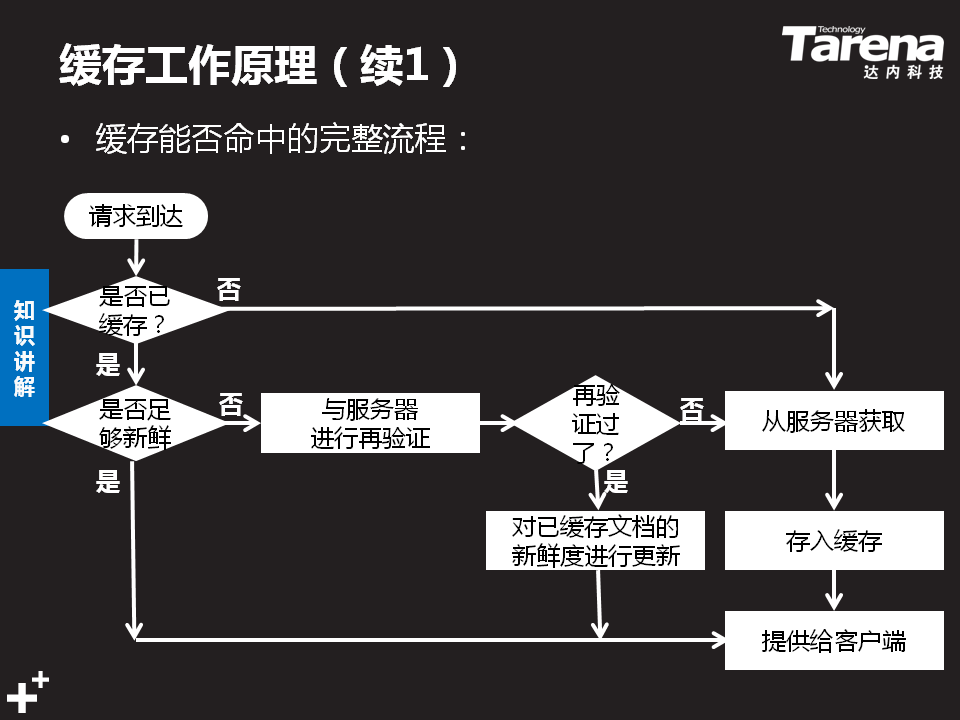 缓存工作原理（续1）
Technology
Tarena
达内科技
• 缓存能否命中的完整流程：
请求到达
知识讲解
是否已
缓存？
否
是
是否足
够新鲜
否
是
与服务器
进行再验证
再验
证过
了？
否
是
从服务器获取
对已缓存文档的
新鲜度进行更新
存入缓存
提供给客户端